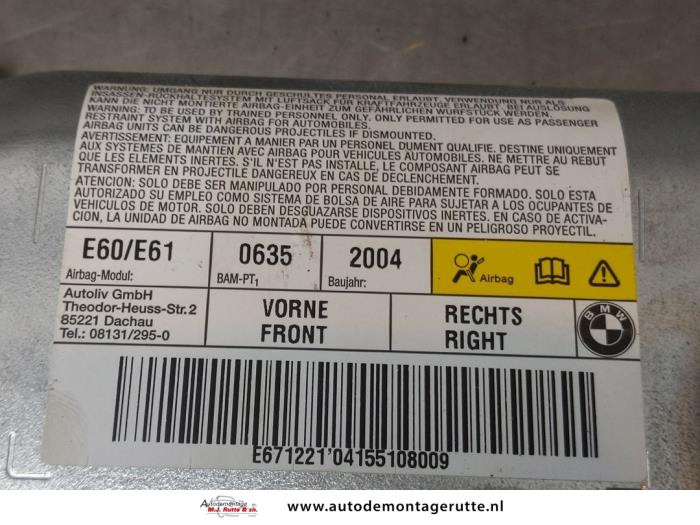 WARNUNG: UMGANG NUR DURCH GESCHULTES PERSONAL ERLAUBT. VERWENDUNG NUR ALS
INSASSEN-RÜCKHALTESYSTEM MIT LUFTSACK FÜR KRAFTFAHRZEUGE ERLAUBT. BEI AUSLÖSUNG
KANN DIE NICHT MONTIERTE AIRBAG-EINHEIT ZUM GEFÄHRLICHEN WURFSTÜCK WERDEN.
WARNING: TO BE USED BY TRAINED PERSONNEL ONLY. ONLY PERMITTED FOR USE AS PASSENGER
RESTRAINT SYSTEM WITH AIRBAG FOR AUTOMOBILES.
AIRBAG UNITS CAN BE DANGEROUS PROJECTILES IF DISMOUNTED.
AVERTISSEMENT: EQUIPEMENT A MANIER PAR UN PERSONEL DUMENT QUALIFIE. DESTINE UNIQUEMENT
AUX SYSTEMES DE MANTIEN AVEC AIRBAG POUR VEHICULES AUTOMOBILES. NE METTRE AU REBUT
QUE LES ELEMENTS INERTES. S'IL N'EST PAS INSTALLE, LE COMPOSANT AIRBAG PEUT SE
TRANSFORMER EN PROJECTILE DANGEREUX EN CAS DE DECLENCHEMENT.
ATENCION: SOLO DEBE SER MANIPULADO POR PERSONAL DEBIDAMENTE FORMADO. SOLO ESTA
AUTORIZADO SU EMPLEO COMO SISTEMA DE BOLSA DE AIRE PARA SUJETAR A LOS OCUPANTES DE
VEHICULOS DE MOTOR. SOLO DEBEN DESGUAZARSE DISPOSITIVOS INERTES. EN CASO DE ACTIVA-
CION, LA UNIDAD DE AIRBAG NO MONTADA PUEDE CONVERTIRSE EN UN PELIGROSO PROYECTIL.
E60/E61 0635 2004
Airbag-Modul: BAM-PT1 Baujahr: Airbag
Autoliv GmbH
Theodor-Heuss-Str.2
85221 Dachau
Tel.: 08131/295-0
VORNE
FRONT
RECHTS
RIGHT
BMW
E671221'04155108009
Autodemontage
M.J. Rutte & zn.
www.autodemontagerutte.nl